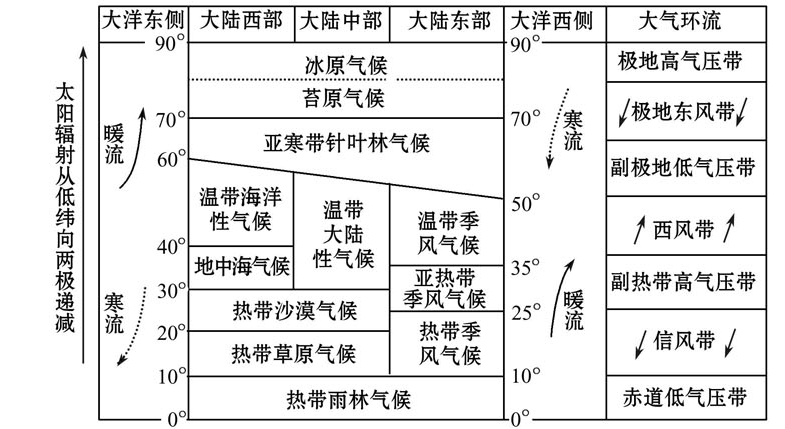 大洋东侧
大陆西部
大陆中部
大陆东部
大洋西侧
大气环流
太阳辐射从低纬向两极递减
90°
70°
60°
40°
30°
20°
10°
0°
暖流
寒流
冰原气候
苔原气候
亚寒带针叶林气候
温带海洋
性气候
地中海气候
温带
大陆
性气候
温带季
风气候
亚热带
季风气候
热带沙漠气候
热带草原气候
热带季
风气候
热带雨林气候
90°
70°
50°
35°
25°
10°
0°
寒流
暖流
极地高气压带
极地东风带
副极地低气压带
西风带
副热带高气压带
信风带
赤道低气压带